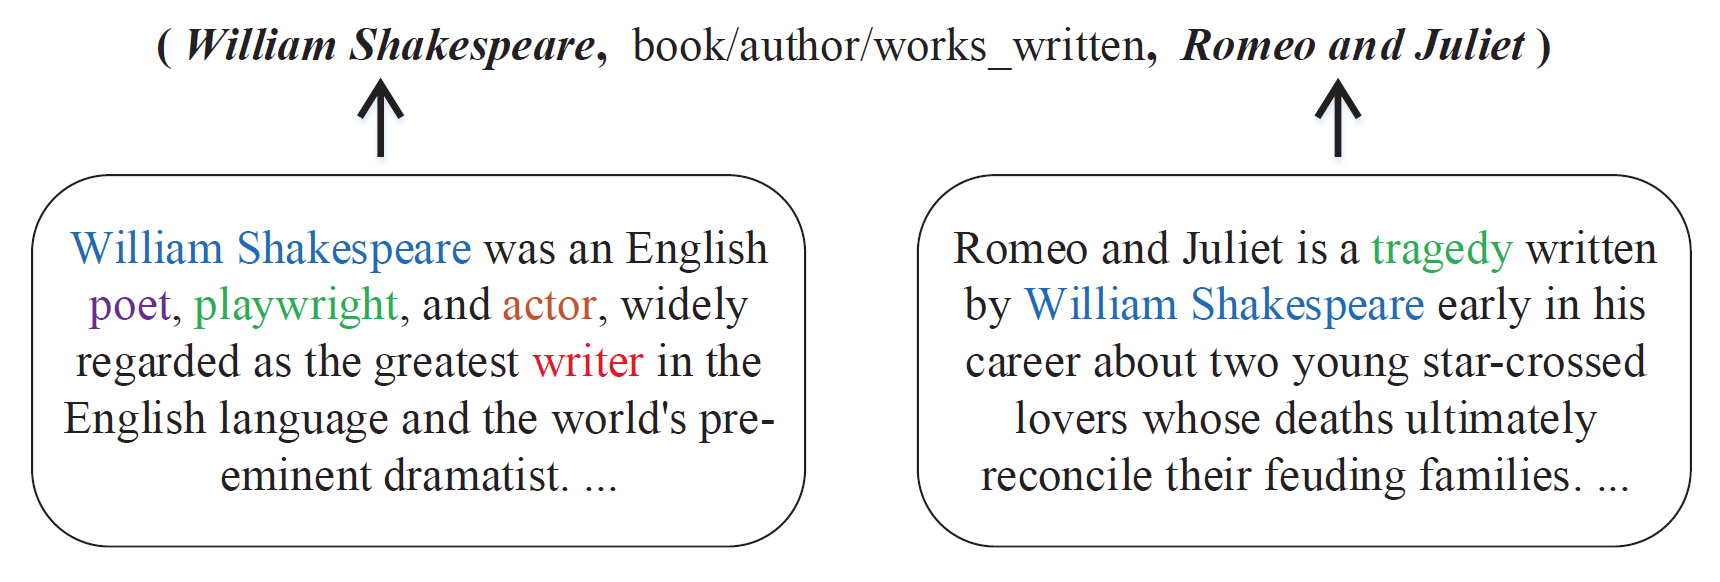 ( William Shakespeare, book/author/works_written, Romeo and Juliet )
William Shakespeare was an English
poet, playwright, and actor, widely
regarded as the greatest writer in the
English language and the world's pre-
eminent dramatist. ...
Romeo and Juliet is a tragedy written
by William Shakespeare early in his
career about two young star-crossed
lovers whose deaths ultimately
reconcile their feuding families. ...